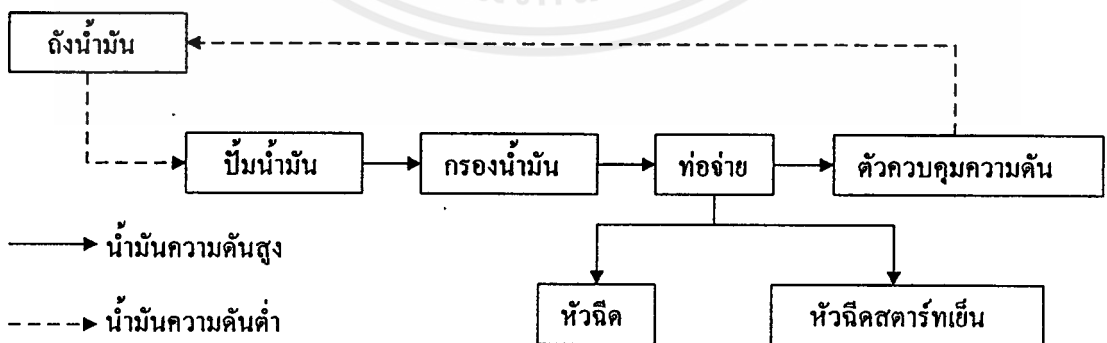 ถังน้ำมัน
ปั้มน้ำมัน
กรองน้ำมัน
ท่อจ่าย
ตัวควบคุมความดัน
น้ำมันความดันสูง
น้ำมันความดันต่ำ
หัวฉีด
หัวฉีดสตาร์ทเย็น